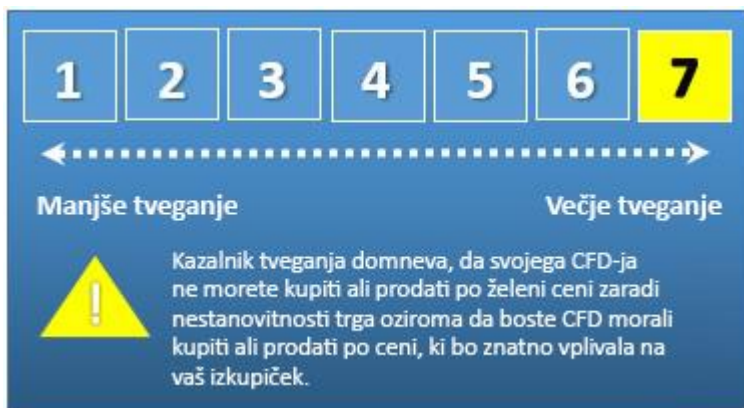 1 2 3 4 5 6 7
Manjše tveganje Večje tveganje
Kazalnik tveganja domneva, da svojega CFD-ja
ne morete kupiti ali prodati po želeni ceni zaradi
nestanovitnosti trga oziroma da boste CFD morali
kupiti ali prodati po ceni, ki bo znatno vplivala na
vaš izkupiček.
!